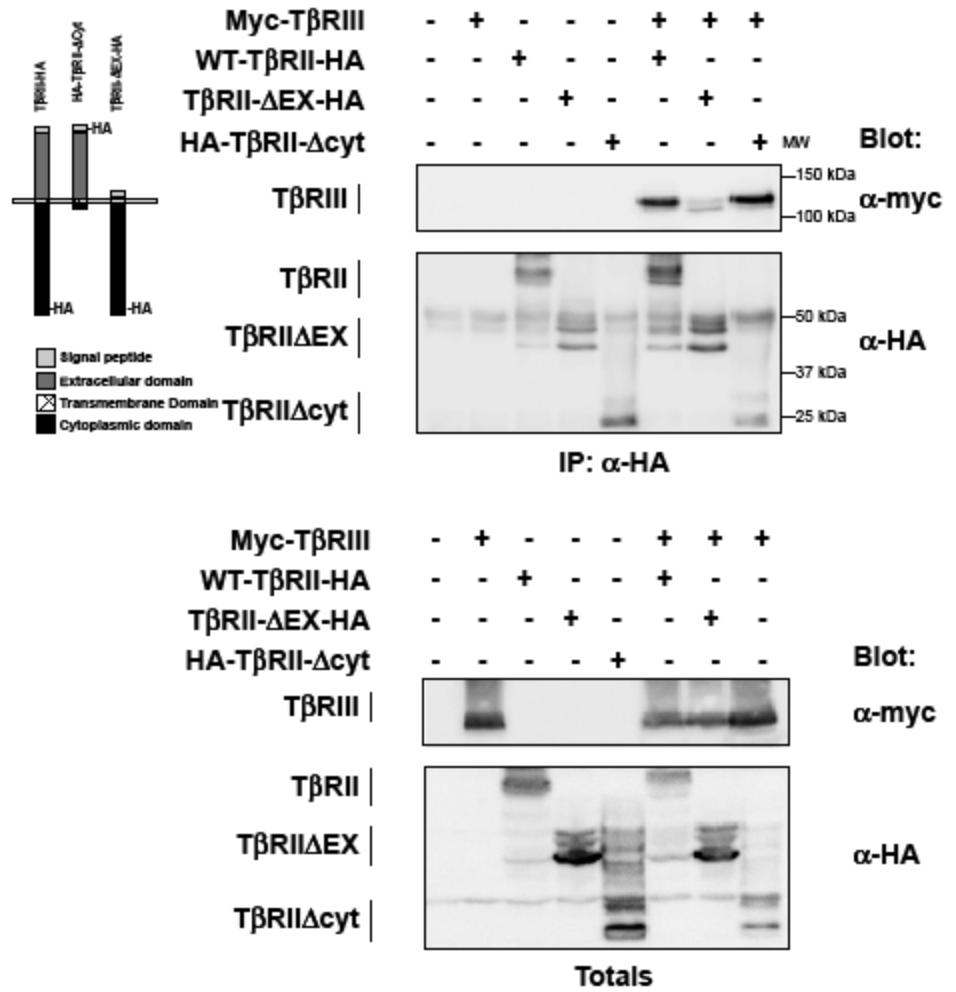 TβRII-HA
HA-TβRII-ΔCyt
TβRII-ΔEX-HA
-HA
-HA
-HA
Signal peptide
Extracellular domain
Transmembrane Domain
Cytoplasmic domain
Myc-TβRIII - + - - - + + +
WT-TβRII-HA - - + - - + - -
TβRII-ΔEX-HA - - - + - - + -
HA-TβRII-Δcyt - - - - + - - + MW Blot:
TβRIII 150 kDa α-myc
100 kDa
TβRII
TβRIIΔEX 50 kDa α-HA
37 kDa
TβRIIΔcyt 25 kDa
IP: α-HA
Myc-TβRIII - + - - - + + +
WT-TβRII-HA - - + - - + - -
TβRII-ΔEX-HA - - - + - - + -
HA-TβRII-Δcyt - - - - + - - - Blot:
TβRIII α-myc
TβRII
TβRIIΔEX α-HA
TβRIIΔcyt
Totals